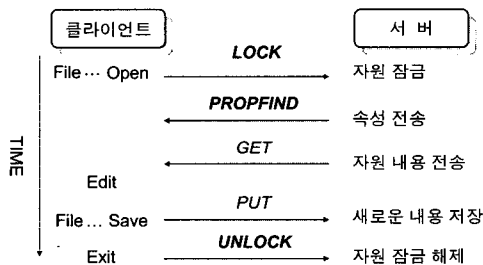 클라이언트
서 버
LOCK
File… Open
자원 잠금
PROPFIND
속성 전송
GET
자원 내용 전송
TIME
Edit
PUT
File… Save
새로운 내용 저장
UNLOCK
Exit
자원 잠금 해제